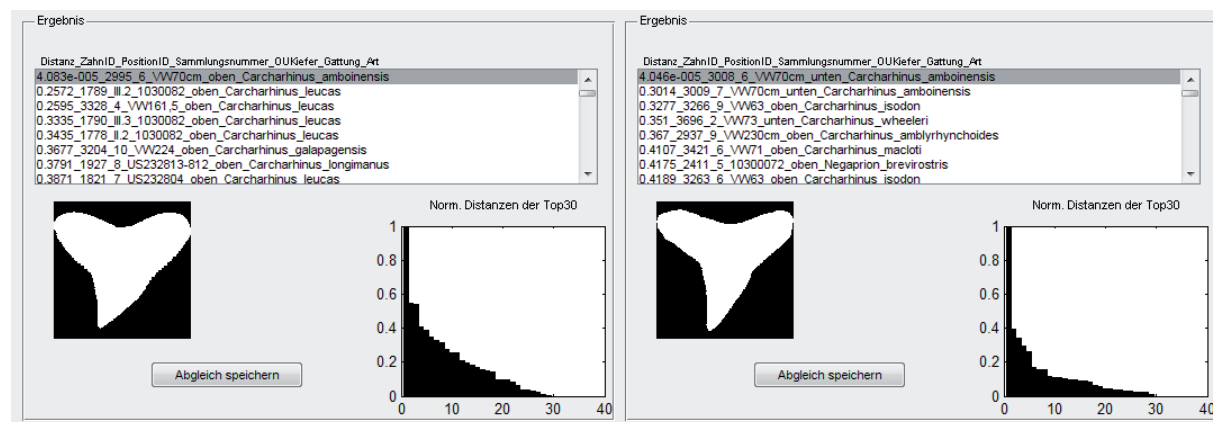 Ergebnis
Distanz_ZahnID_PositionID_Sammlungsnummer_OUKiefer_Gattung_Art
4.083e-005_2995_6_VW70cm_oben_Carcharhinus_amboinensis
0.2572_1789_III.2_1030082_oben_Carcharhinus_leucas
0.2595_3328_4_VW161,5_oben_Carcharhinus_leucas
0.3335_1790_III.3_1030082_oben_Carcharhinus_leucas
0.3435_1778_II.2_1030082_oben_Carcharhinus_leucas
0.3677_3204_10_VW224_oben_Carcharhinus_galapagensis
0.3791_1927_8_US232813-812_oben_Carcharhinus_longimanus
0.3871_1821_7_US232804_oben_Carcharhinus_leucas
Norm. Distanzen der Top30
1
0.8
0.6
0.4
0.2
0
0 10 20 30 40
Abgleich speichern
Ergebnis
Distanz_ZahnID_PositionID_Sammlungsnummer_OUKiefer_Gattung_Art
4.046e-005_3008_6_VW70cm_unten_Carcharhinus_amboinensis
0.3014_3009_7_VW70cm_unten_Carcharhinus_amboinensis
0.3277_3266_9_VW63_oben_Carcharhinus_isodon
0.351_3696_2_VW73_unten_Carcharhinus_wheeleri
0.367_2937_9_VW230cm_oben_Carcharhinus_amblyrhynchoides
0.4107_3421_6_VW71_oben_Carcharhinus_macloti
0.4175_2411_5_10300072_oben_Negaprion_brevirostris
0.4189_3263_6_VW63_oben_Carcharhinus_isodon
Norm. Distanzen der Top30
1
0.8
0.6
0.4
0.2
0
0 10 20 30 40
Abgleich speichern